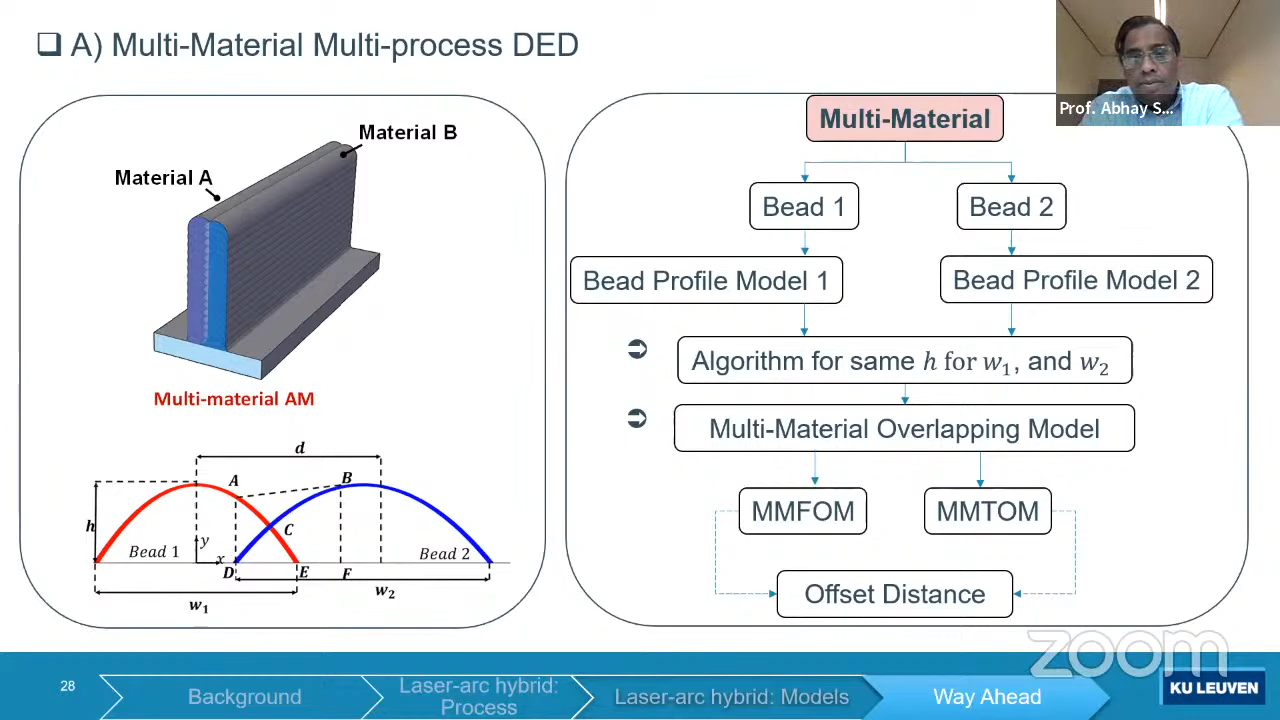 ❑ A) Multi-Material Multi-process DED
Prof. Abhay S...
Material B
Material A
Multi-material AM
d
A
B
h
C
y
x
Bead 1
Bead 2
D
E
F
w₁
w₂
Multi-Material
Bead 1
Bead 2
Bead Profile Model 1
Bead Profile Model 2
Algorithm for same h for w₁, and w₂
Multi-Material Overlapping Model
MMFOM
MMTOM
Offset Distance
zoom
28
Background
Laser-arc hybrid:
Process
Laser-arc hybrid: Models
Way Ahead
KU LEUVEN